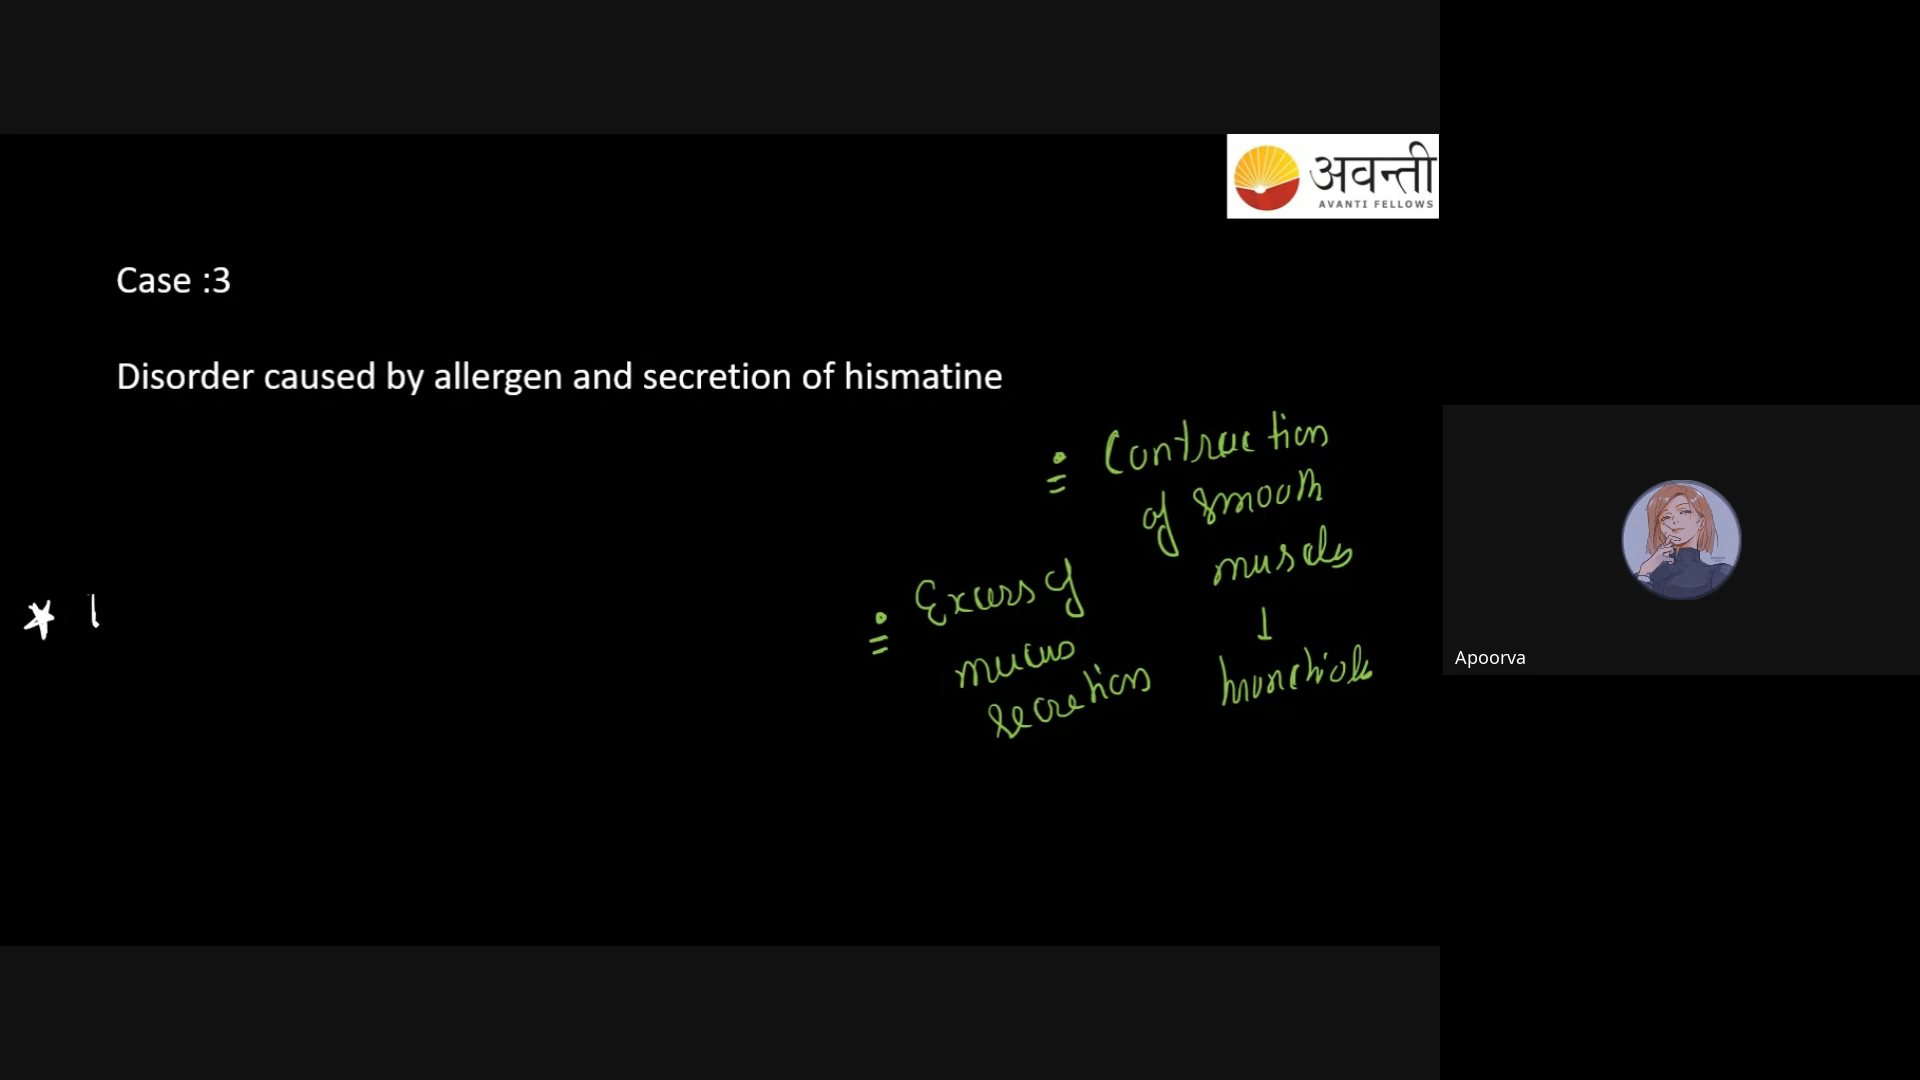 अवन्ती
AVANTI FELLOWS
Case :3
Disorder caused by allergen and secretion of hismatine
Contraction
of smooth
muscles
bronchiole
Excess of
mucus
secretion
Apoorva